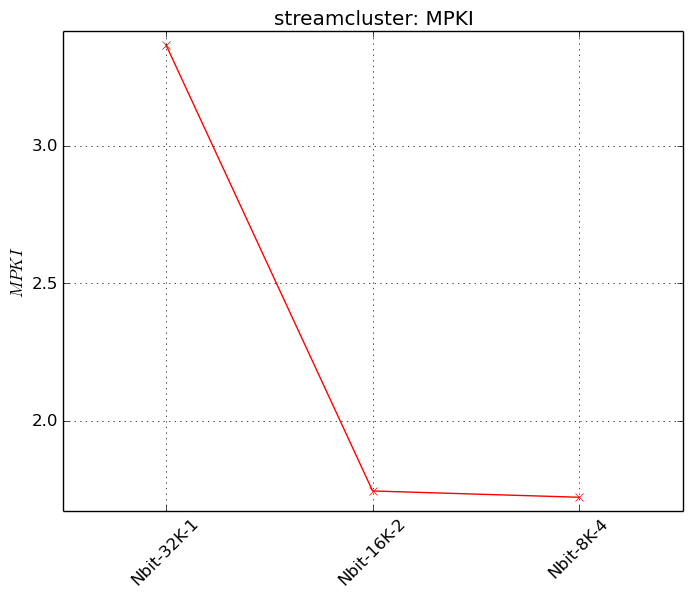 streamcluster: MPKI
MPKI
3.0
2.5
2.0
Nbit-32K-1
Nbit-16K-2
Nbit-8K-4